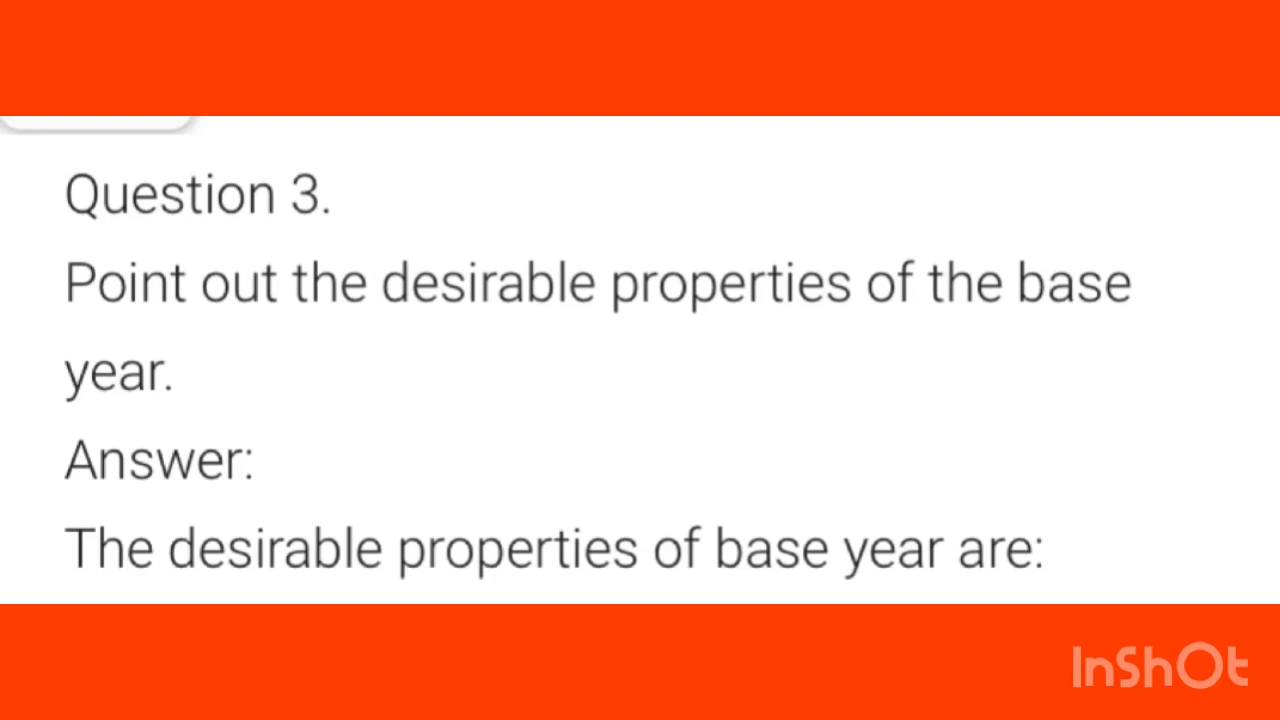 Question 3.
Point out the desirable properties of the base
year.
Answer:
The desirable properties of base year are:
InShOt